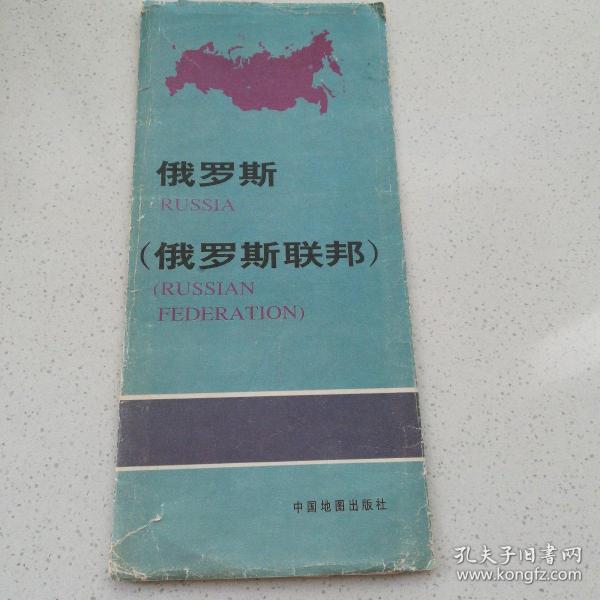 俄罗斯
RUSSIA
(俄罗斯联邦)
(RUSSIAN
FEDERATION)
中国地图出版社
孔夫子旧书网
www.kongfz.com